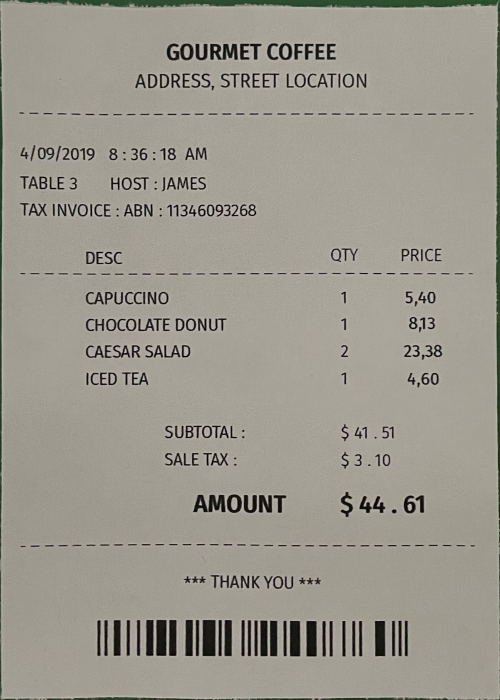 GOURMET COFFEE
ADDRESS, STREET LOCATION
4/09/2019 8 : 36 : 18 AM
TABLE 3 HOST : JAMES
TAX INVOICE : ABN : 11346093268
DESC QTY PRICE
CAPUCCINO 1 5,40
CHOCOLATE DONUT 1 8,13
CAESAR SALAD 2 23,38
ICED TEA 1 4,60
SUBTOTAL : $ 41 . 51
SALE TAX : $ 3 . 10
AMOUNT $ 44 . 61
*** THANK YOU ***